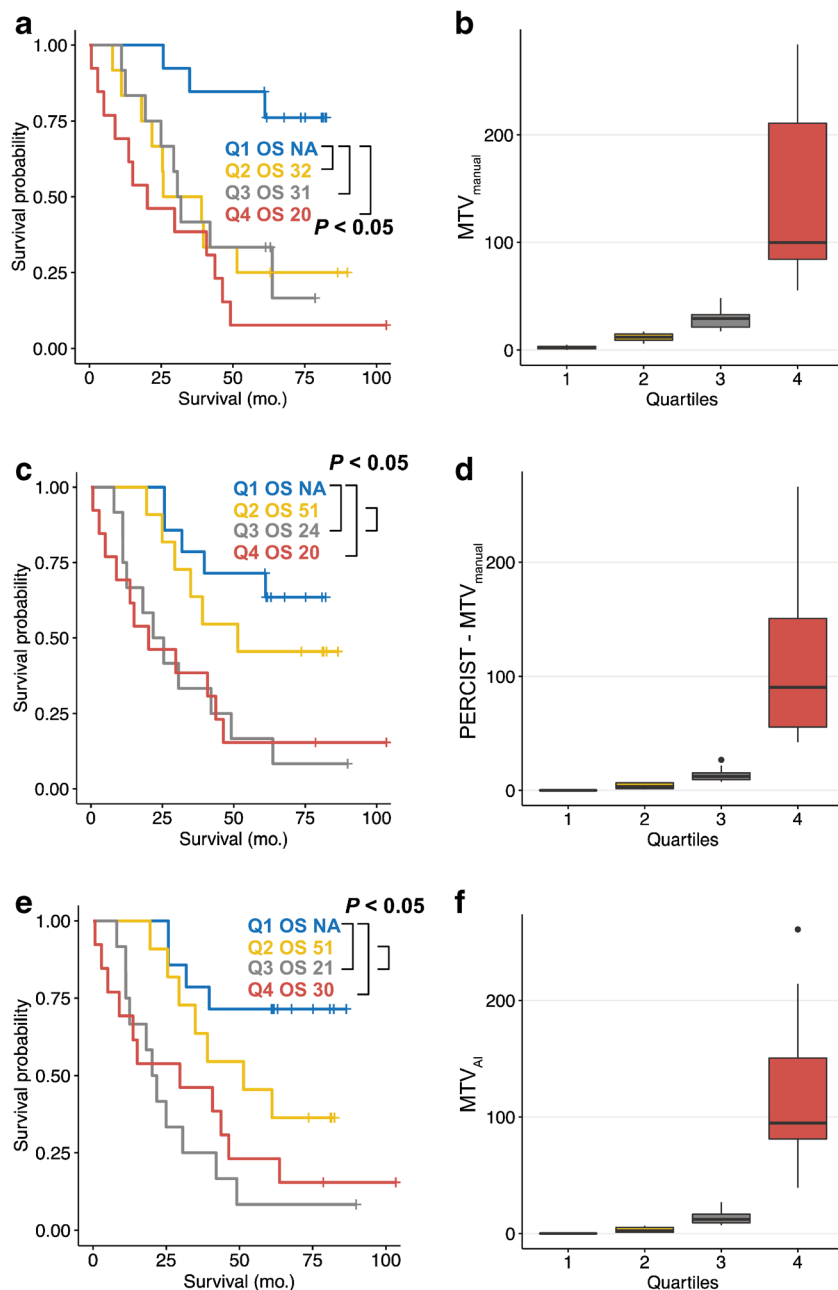 a
Survival probability
1.00
0.75
0.50
0.25
0.00
Q1 OS NA
Q2 OS 32
Q3 OS 31
Q4 OS 20
P < 0.05
0 25 50 75 100
Survival (mo.)
b
MTVmanual
200
100
0
1 2 3 4
Quartiles
c
P < 0.05
Survival probability
1.00
0.75
0.50
0.25
0.00
Q1 OS NA
Q2 OS 51
Q3 OS 24
Q4 OS 20
0 25 50 75 100
Survival (mo.)
d
PERCIST - MTVmanual
200
100
0
1 2 3 4
Quartiles
e
P < 0.05
Survival probability
1.00
0.75
0.50
0.25
0.00
Q1 OS NA
Q2 OS 51
Q3 OS 21
Q4 OS 30
0 25 50 75 100
Survival (mo.)
f
MTVAI
200
100
0
1 2 3 4
Quartiles